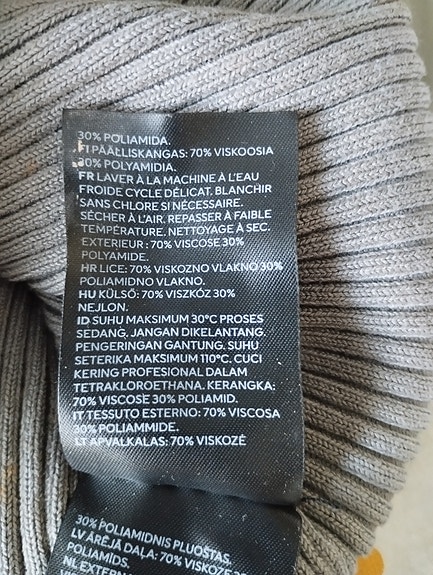 30% POLIAMIDA.
FI PÄÄLLISKANGAS: 70% VISKOOSIA
30% POLYAMIDIA.
FR LAVER À LA MACHINE À L'EAU
FROIDE CYCLE DÉLICAT. BLANCHIR
SANS CHLORE SI NÉCESSAIRE.
SÉCHER À L'AIR. REPASSER À FAIBLE
TEMPÉRATURE. NETTOYAGE À SEC.
EXTERIEUR : 70% VISCOSE 30%
POLYAMIDE.
HR LICE: 70% VISKOZNO VLAKNO 30%
POLIAMIDNO VLAKNO.
HU KÜLSŐ: 70% VISZKÓZ 30%
NEJLON.
ID SUHU MAKSIMUM 30°C PROSES
SEDANG. JANGAN DIKELANTANG.
PENGERINGAN GANTUNG. SUHU
SETERIKA MAKSIMUM 110°C. CUCI
KERING PROFESIONAL DALAM
TETRAKLOROETHANA. KERANGKA:
70% VISCOSE 30% POLIAMID.
IT TESSUTO ESTERNO: 70% VISCOSA
30% POLIAMMIDE.
LT APVALKALAS: 70% VISKOZĖ
30% POLIAMIDNIS PLUOŠTAS.
LV ĀRĒJĀ DAĻA: 70% VISKOZE
POLIAMĪDS.
NL EXTERN